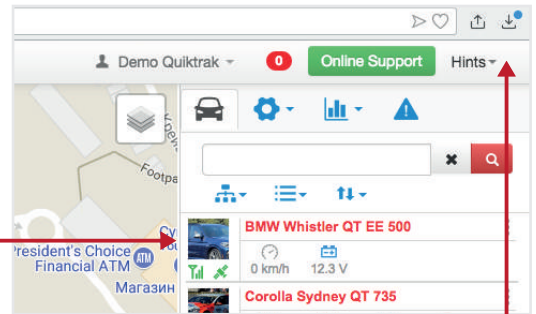 Demo Quiktrak
0
Online Support
Hints
Footpa
BMW Whistler QT EE 500
0 km/h
12.3 V
President's Choice
Financial ATM
ATM
Магазин
Corolla Sydney QT 735